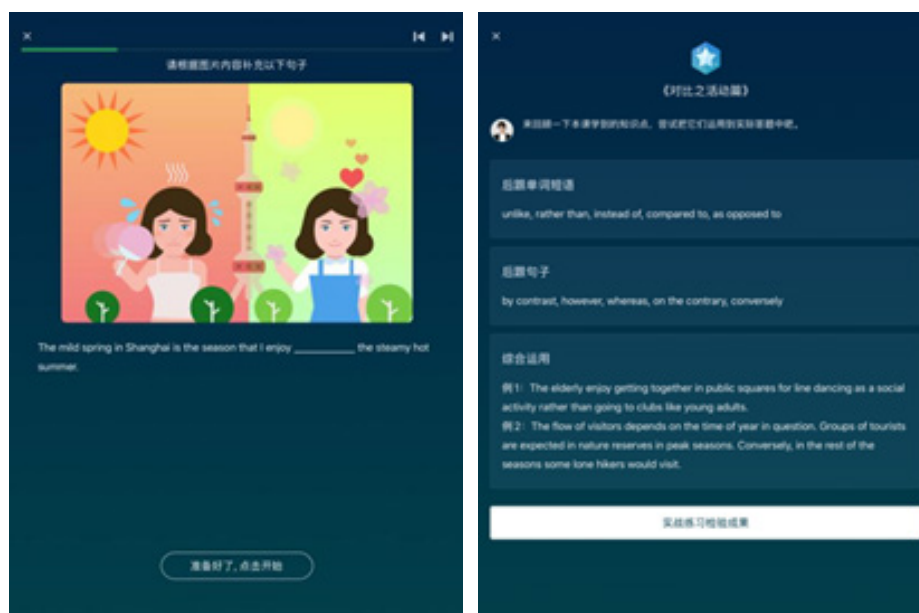 请根据图片内容补充以下句子
The mild spring in Shanghai is the season that I enjoy __________ the steamy hot
summer.
准备好了, 点击开始
《对比之活动篇》
来回顾一下本课学到的知识点, 尝试把它们运用到实际答题中吧。
后跟单词短语
unlike, rather than, instead of, compared to, as opposed to
后跟句子
by contrast, however, whereas, on the contrary, conversely
综合运用
例1: The elderly enjoy getting together in public squares for line dancing as a social
activity rather than going to clubs like young adults.
例2: The flow of visitors depends on the time of year in question. Groups of tourists
are expected in nature reserves in peak seasons. Conversely, in the rest of the
seasons some lone hikers would visit.
实战练习检验成果